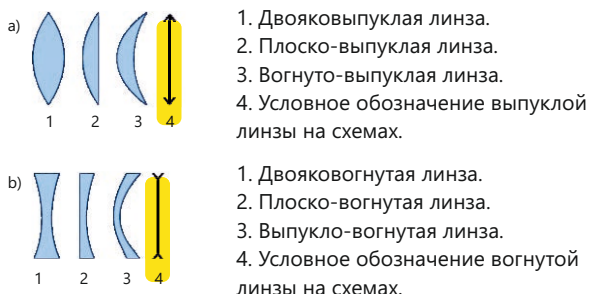 a)
1. Двояковыпуклая линза.
2. Плоско-выпуклая линза.
3. Вогнуто-выпуклая линза.
4. Условное обозначение выпуклой
линзы на схемах.
1 2 3 4
b)
1. Двояковогнутая линза.
2. Плоско-вогнутая линза.
3. Выпукло-вогнутая линза.
4. Условное обозначение вогнутой
линзы на схемах.
1 2 3 4